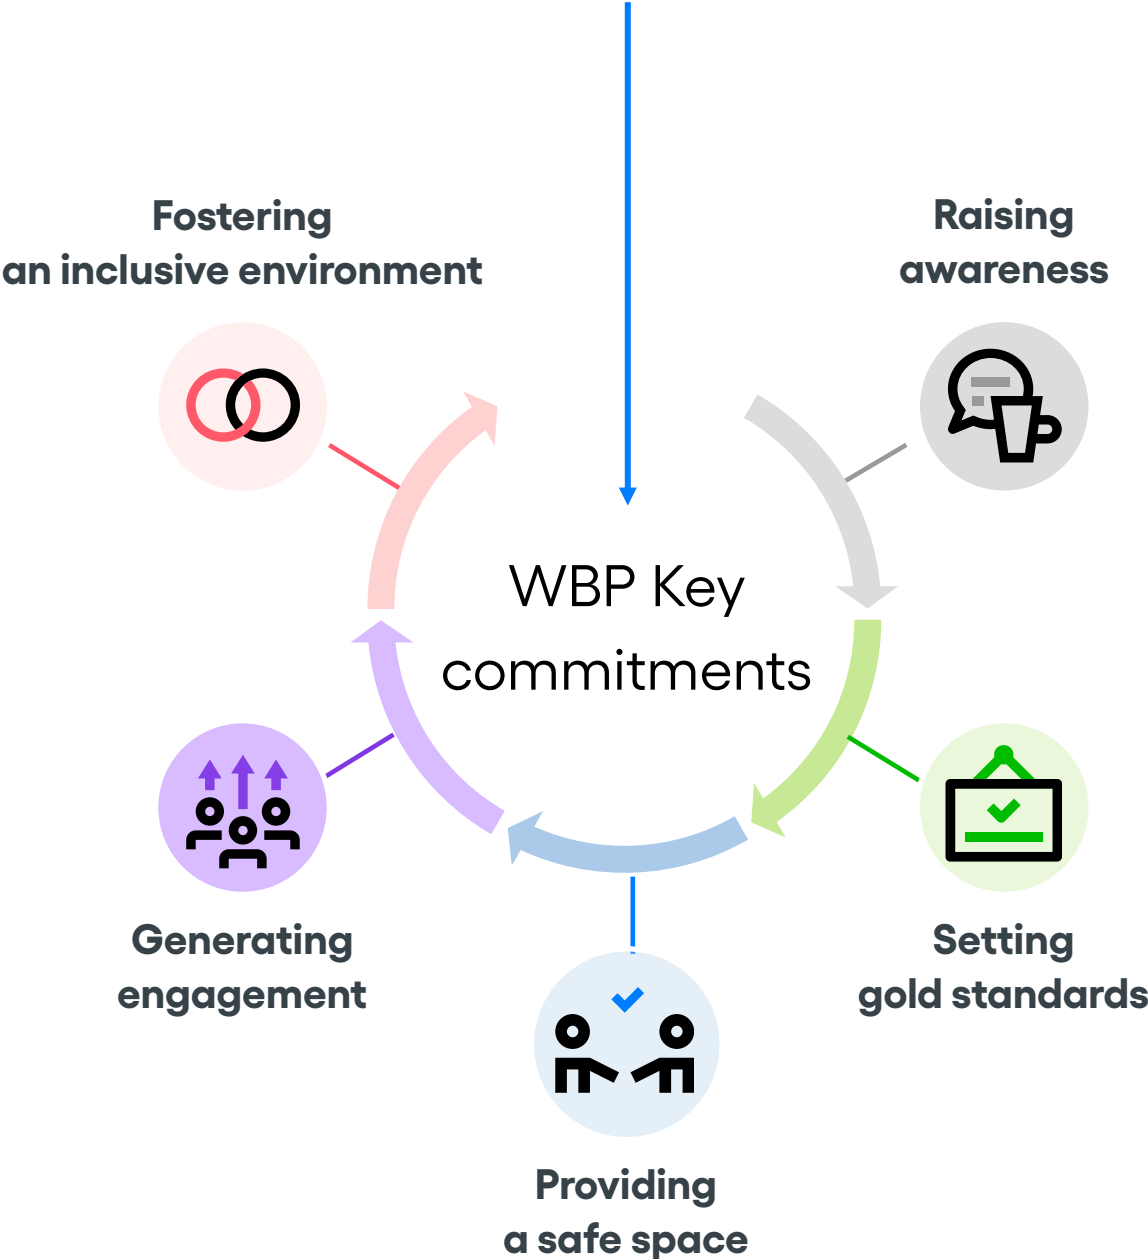 Fostering
an inclusive environment
Raising
awareness
WBP Key
commitments
Generating
engagement
Setting
gold standards
Providing
a safe space